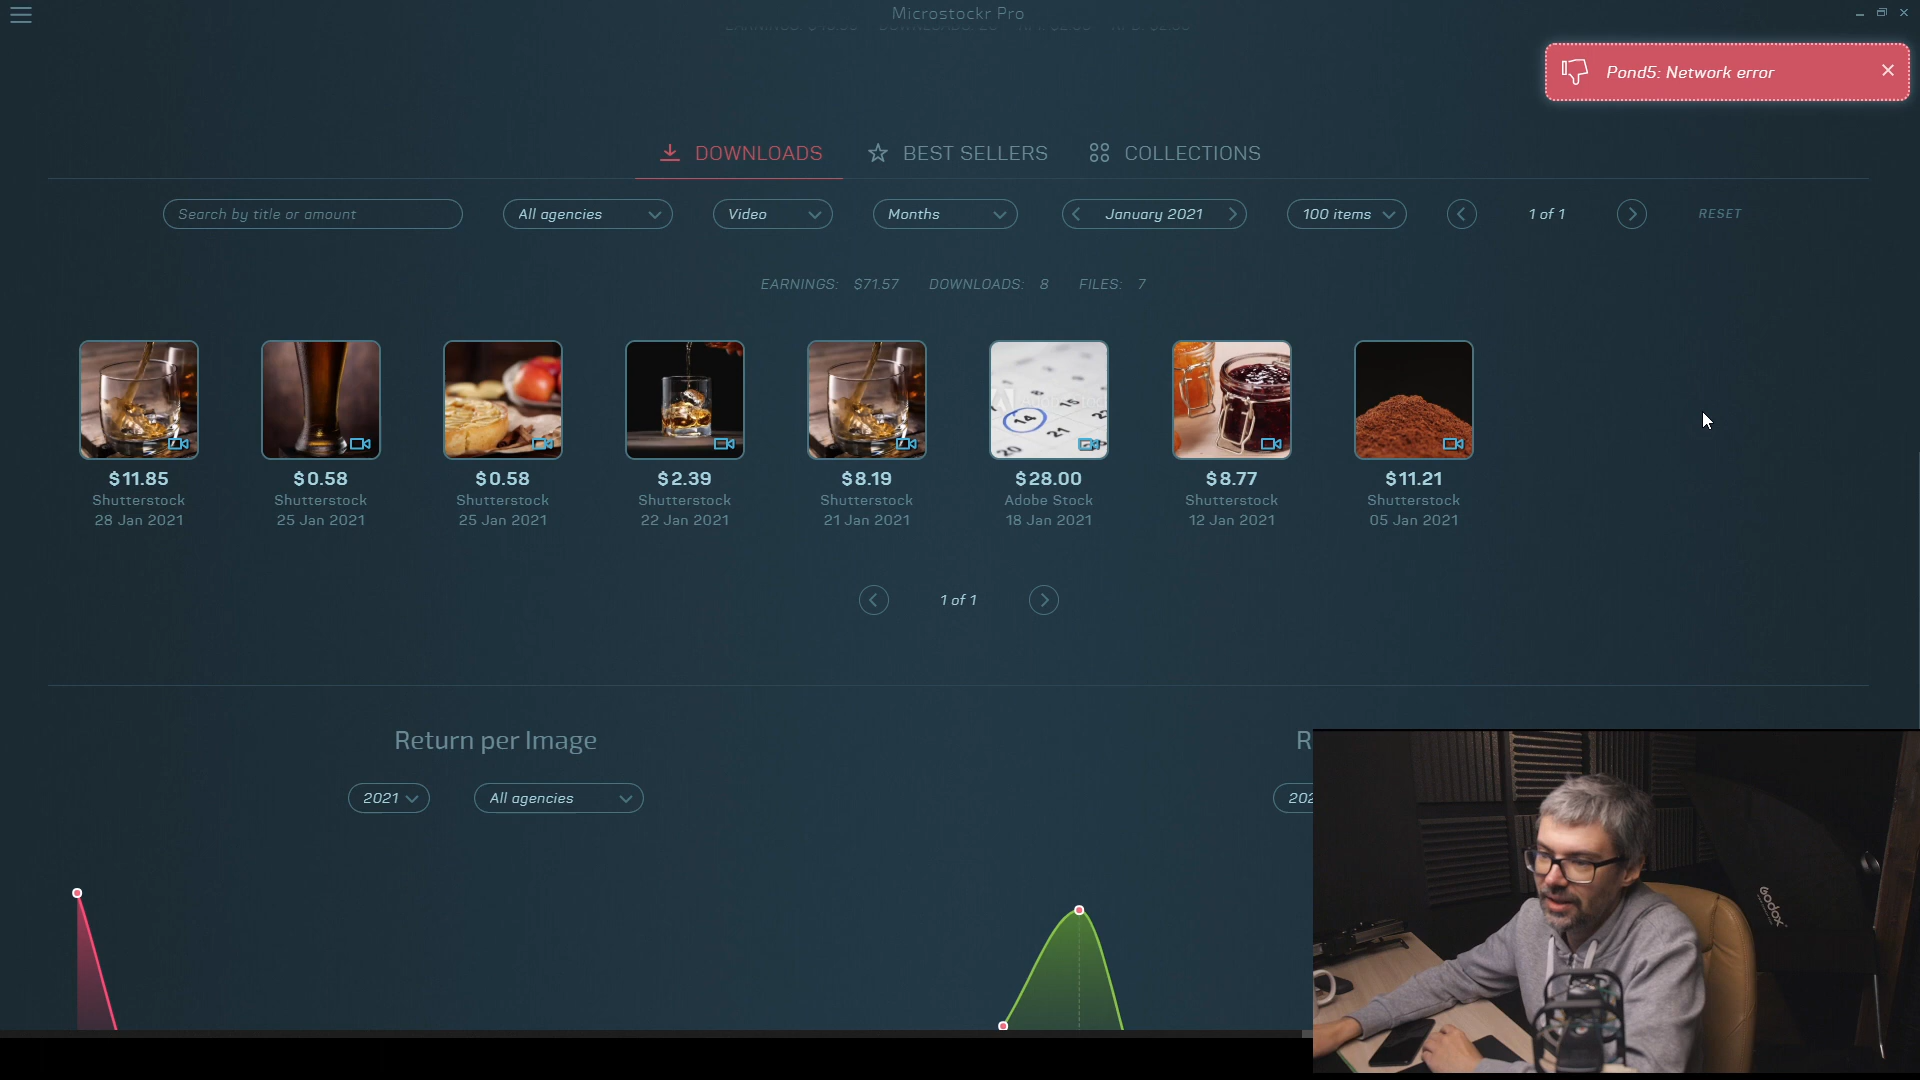 Microstockr Pro
Pond5: Network error
DOWNLOADS BEST SELLERS COLLECTIONS
Search by title or amount All agencies Video Months January 2021 100 items 1 of 1 RESET
EARNINGS: $71.57 DOWNLOADS: 8 FILES: 7
$11.85 $0.58 $0.58 $2.39 $8.19 $28.00 $8.77 $11.21
Shutterstock Shutterstock Shutterstock Shutterstock Shutterstock Adobe Stock Shutterstock Shutterstock
28 Jan 2021 25 Jan 2021 25 Jan 2021 22 Jan 2021 21 Jan 2021 18 Jan 2021 12 Jan 2021 05 Jan 2021
1 of 1
Return per Image R
2021 All agencies 202
Godox